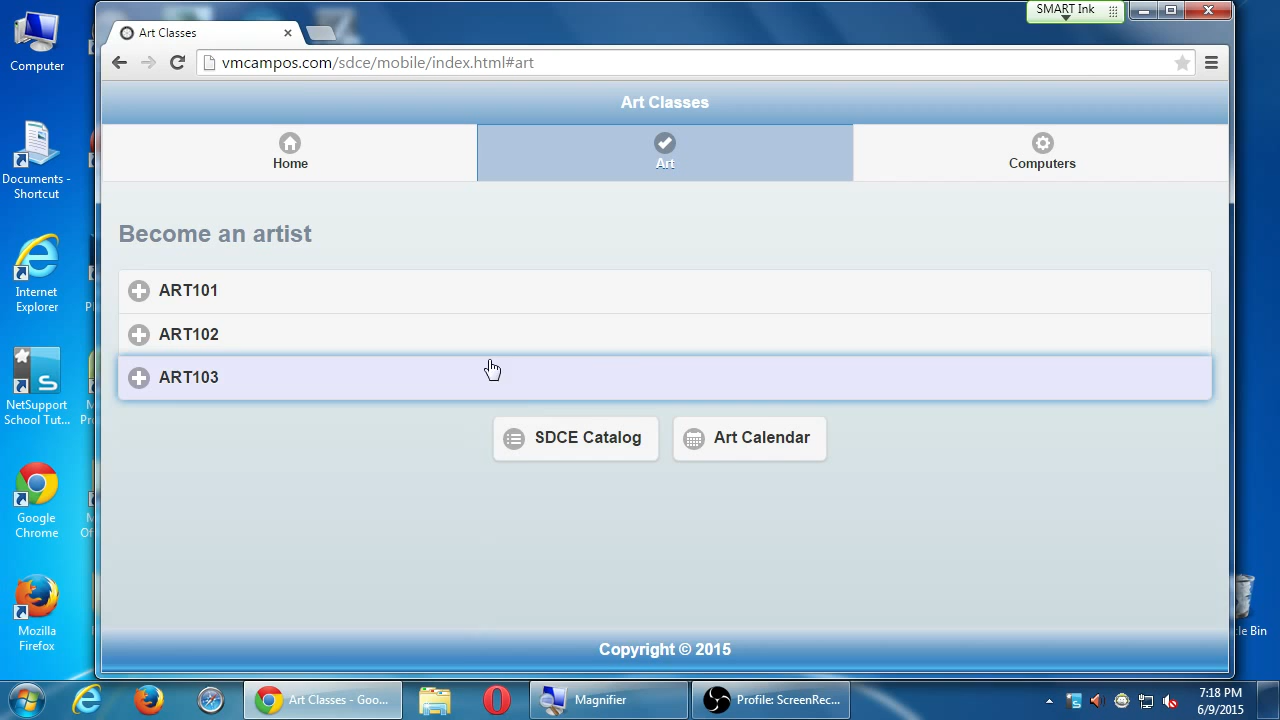 SMART Ink
Art Classes
vmcampos.com/sdce/mobile/index.html#art
Art Classes
Home
Art
Computers
Become an artist
ART101
ART102
ART103
SDCE Catalog
Art Calendar
Copyright © 2015
Computer
Documents -
Shortcut
Internet
Explorer
NetSupport
School Tut...
Google
Chrome
Mozilla
Firefox
cle Bin
Art Classes - Goo...
Magnifier
Profile: ScreenRec...
7:18 PM
6/9/2015